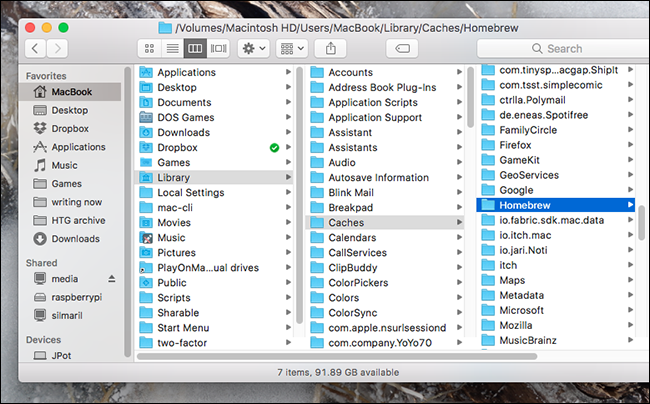 /Volumes/Macintosh HD/Users/MacBook/Library/Caches/Homebrew
Search
Favorites
MacBook
Desktop
Dropbox
Applications
Music
Games
writing now
HTG archive
Downloads
Shared
media
raspberrypi
silmaril
Devices
JPot
Applications
Desktop
Documents
DOS Games
Downloads
Dropbox
Games
Library
Local Settings
mac-cli
Movies
Music
Pictures
PlayOnMa...ual drives
Public
Scripts
Sharable
Start Menu
two-factor
Accounts
Address Book Plug-Ins
Application Scripts
Application Support
Assistant
Assistants
Audio
Autosave Information
Blink Mail
Breakpad
Caches
Calendars
CallServices
ClipBuddy
ColorPickers
Colors
ColorSync
com.apple.nsurlsessiond
com.company.YoYo70
com.tinysp...acgap.ShipIt
com.tsst.simplecomic
ctrlla.Polymail
de.eneas.Spotifree
FamilyCircle
Firefox
GameKit
GeoServices
Google
Homebrew
io.fabric.sdk.mac.data
io.itch.mac
io.jari.Noti
itch
Maps
Metadata
Microsoft
Mozilla
MusicBrainz
7 items, 91.89 GB available